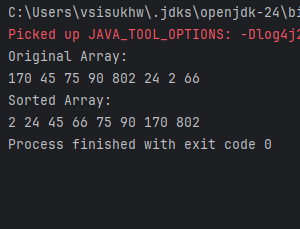 C:\Users\vsisukhw\.jdks\openjdk-24\bi
Picked up JAVA_TOOL_OPTIONS: -Dlog4j2
Original Array:
170 45 75 90 802 24 2 66
Sorted Array:
2 24 45 66 75 90 170 802
Process finished with exit code 0